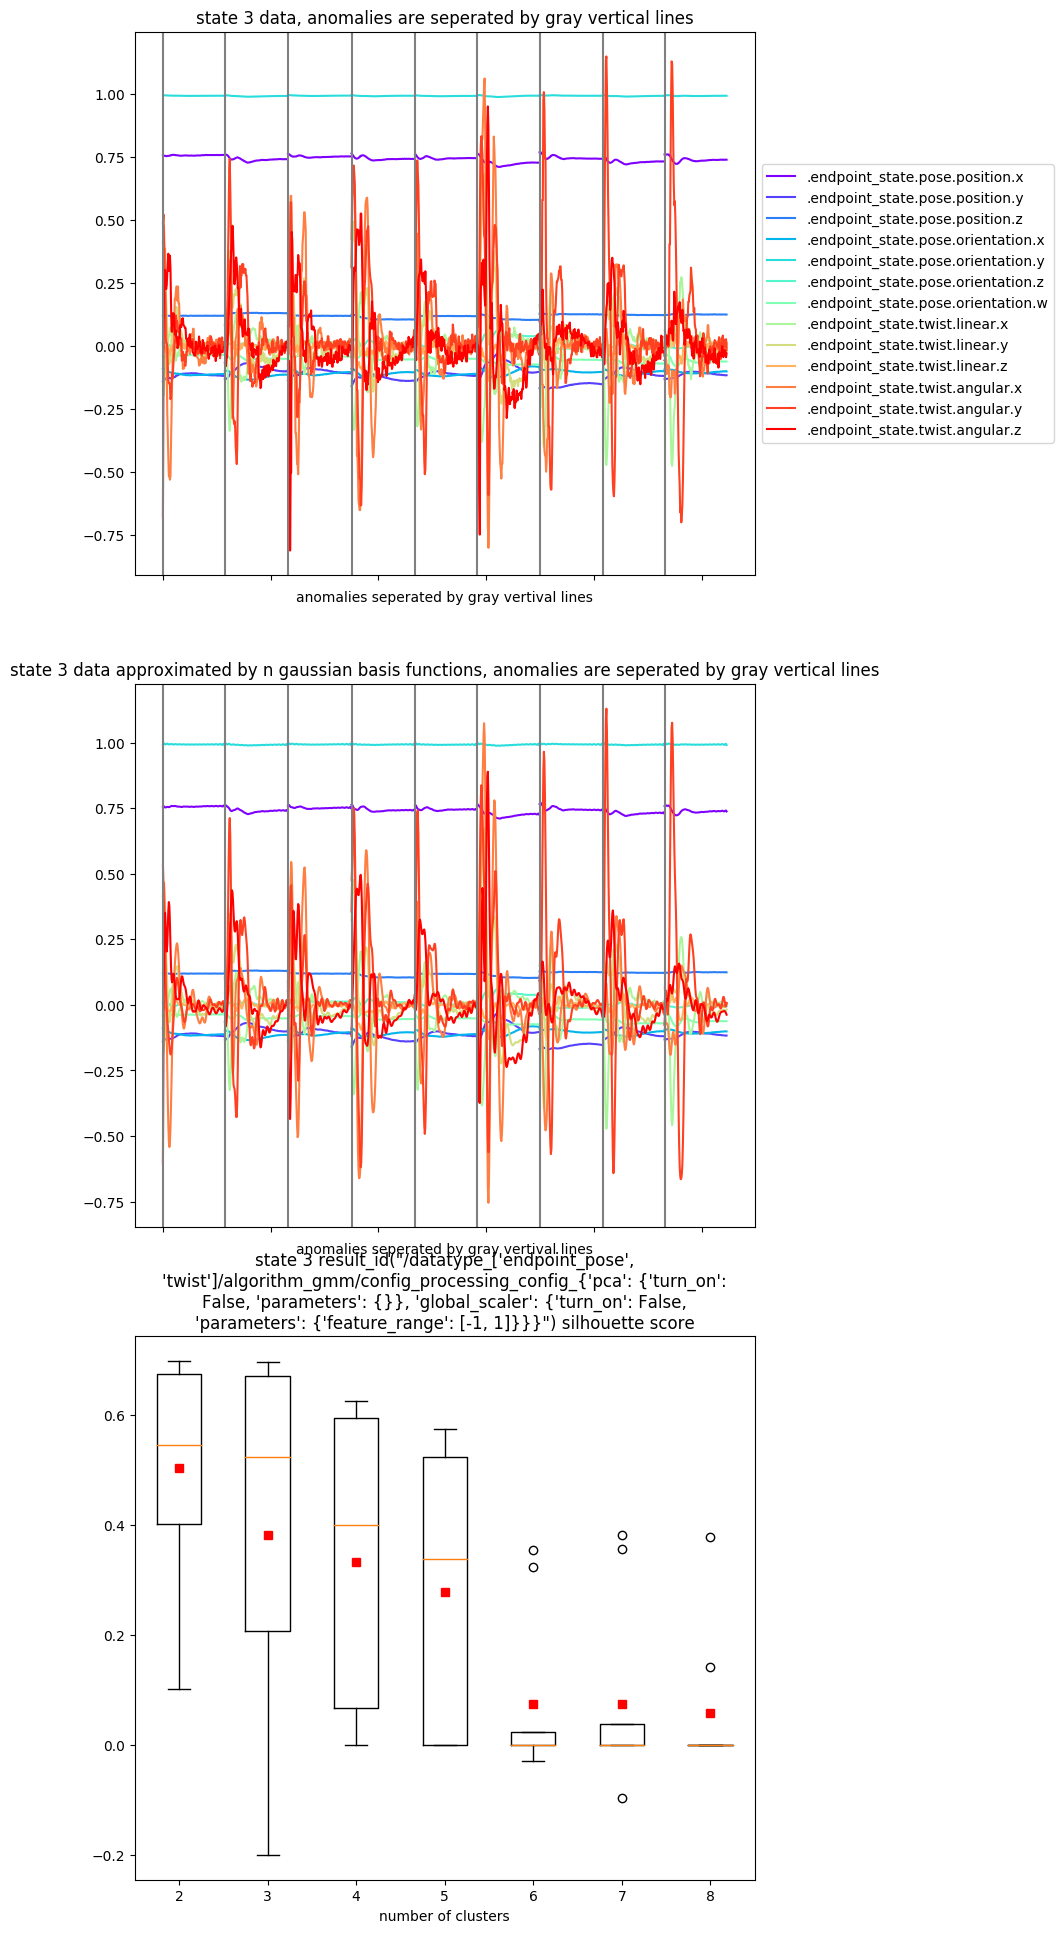 state 3 data, anomalies are seperated by gray vertical lines
1.00
0.75
0.50
0.25
0.00
−0.25
−0.50
−0.75
anomalies seperated by gray vertival lines
.endpoint_state.pose.position.x
.endpoint_state.pose.position.y
.endpoint_state.pose.position.z
.endpoint_state.pose.orientation.x
.endpoint_state.pose.orientation.y
.endpoint_state.pose.orientation.z
.endpoint_state.pose.orientation.w
.endpoint_state.twist.linear.x
.endpoint_state.twist.linear.y
.endpoint_state.twist.linear.z
.endpoint_state.twist.angular.x
.endpoint_state.twist.angular.y
.endpoint_state.twist.angular.z
state 3 data approximated by n gaussian basis functions, anomalies are seperated by gray vertical lines
1.00
0.75
0.50
0.25
0.00
−0.25
−0.50
−0.75
anomalies seperated by gray vertival lines
state 3 result_id("/datatype_['endpoint_pose',
'twist']/algorithm_gmm/config_processing_config_{'pca': {'turn_on':
False, 'parameters': {}}, 'global_scaler': {'turn_on': False,
'parameters': {'feature_range': [-1, 1]}}}") silhouette score
0.6
0.4
0.2
0.0
−0.2
2 3 4 5 6 7 8
number of clusters